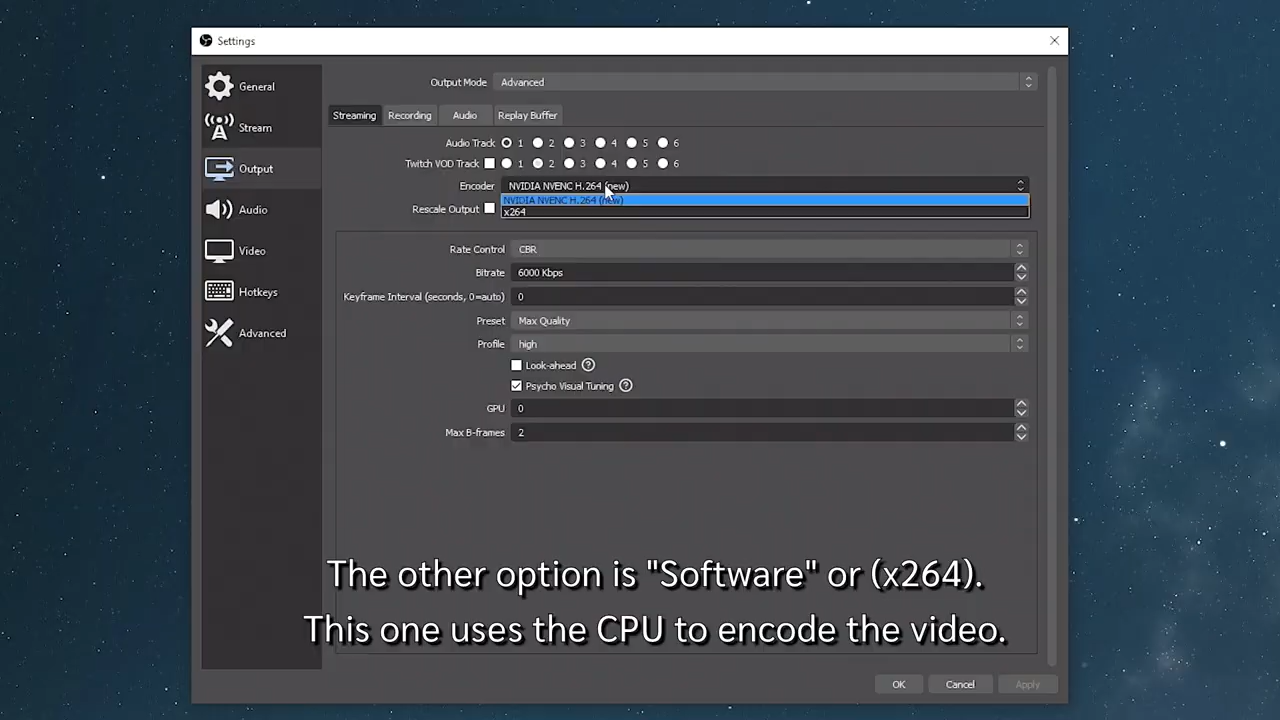 Settings
General
Stream
Output
Audio
Video
Hotkeys
Advanced
Output Mode Advanced
Streaming Recording Audio Replay Buffer
Audio Track 1 2 3 4 5 6
Twitch VOD Track 1 2 3 4 5 6
Encoder NVIDIA NVENC H.264 (new)
NVIDIA NVENC H.264 (new)
Rescale Output x264
Rate Control CBR
Bitrate 6000 Kbps
Keyframe Interval (seconds, 0=auto) 0
Preset Max Quality
Profile high
Look-ahead ?
Psycho Visual Tuning ?
GPU 0
Max B-frames 2
The other option is "Software" or (x264).
This one uses the CPU to encode the video.
OK Cancel Apply